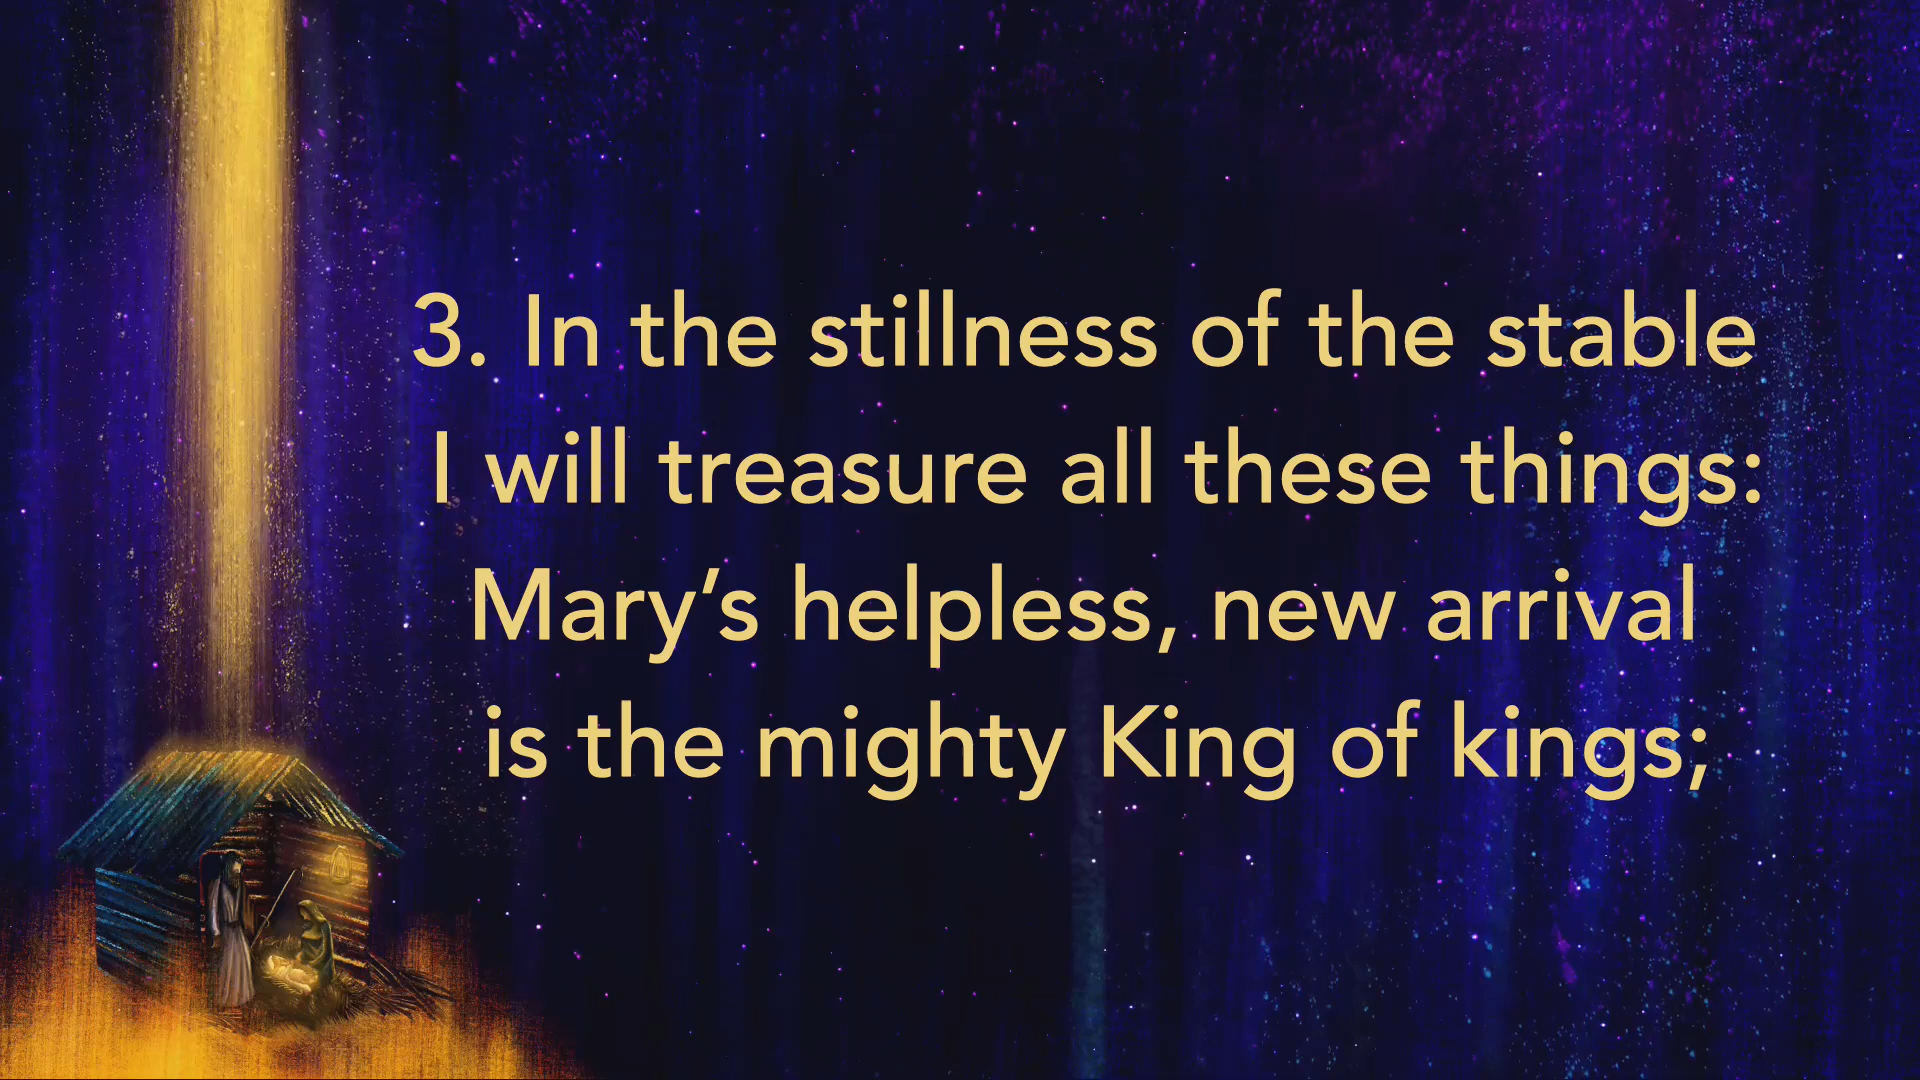 3. In the stillness of the stable
I will treasure all these things:
Mary’s helpless, new arrival
is the mighty King of kings;